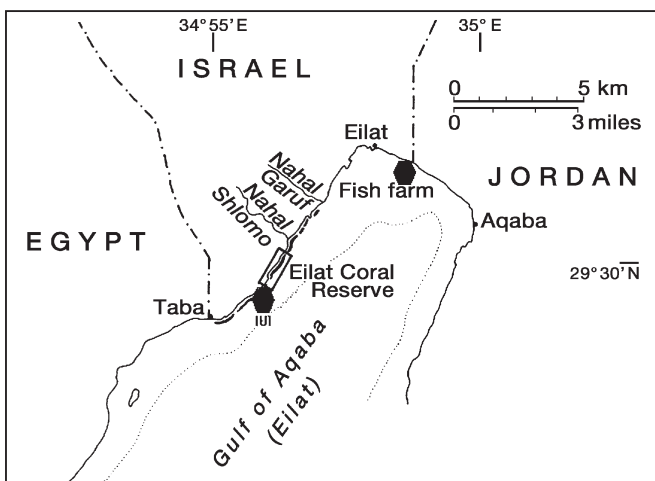 34°55'E
35°E
ISRAEL
0 5 km
0 3 miles
Eilat
Nahal
Garuf
Nahal
Shlomo
Fish farm
JORDAN
EGYPT
Aqaba
Eilat Coral
Reserve
29°30'N
Taba
IUI
Gulf of Aqaba
(Eilat)